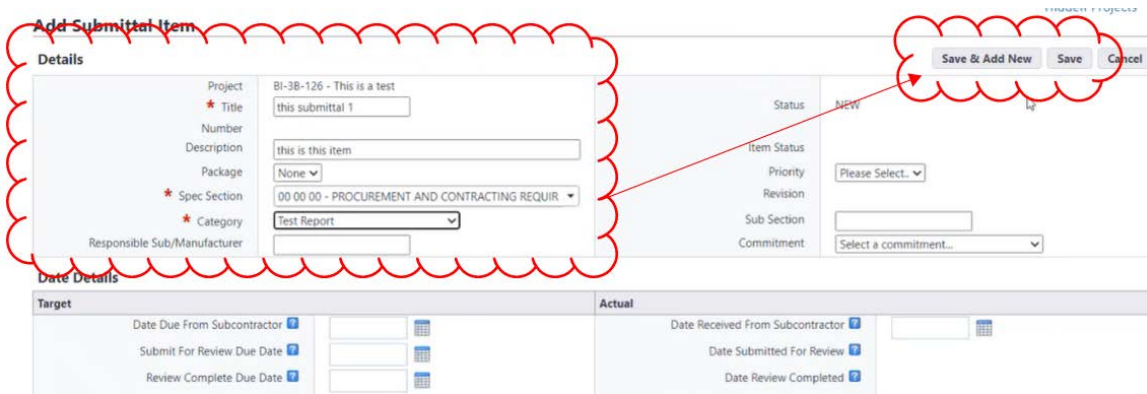 Hidden Projects
Add Submittal Item
Details
Save & Add New Save Cancel
Project BI-3B-126 - This is a test
* Title this submittal 1
Status NEW
Number
Description this is this item
Item Status
Package None
Priority Please Select..
* Spec Section 00 00 00 - PROCUREMENT AND CONTRACTING REQUIR
Revision
* Category Test Report
Sub Section
Responsible Sub/Manufacturer
Commitment Select a commitment...
Date Details
Target Actual
Date Due From Subcontractor ? Date Received From Subcontractor ?
Submit For Review Due Date ? Date Submitted For Review ?
Review Complete Due Date ? Date Review Completed ?